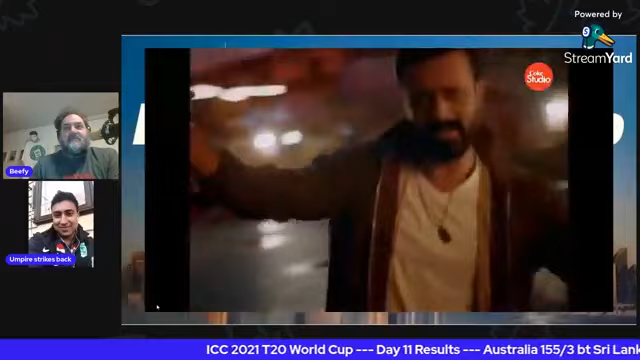 Powered by
StreamYard
Coke
Studio
Beefy
Umpire strikes back
ICC 2021 T20 World Cup --- Day 11 Results --- Australia 155/3 bt Sri Lank